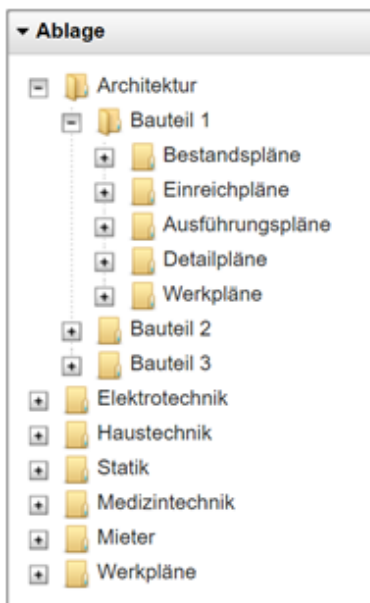 Ablage
Architektur
Bauteil 1
Bestandspläne
Einreichpläne
Ausführungspläne
Detailpläne
Werkpläne
Bauteil 2
Bauteil 3
Elektrotechnik
Haustechnik
Statik
Medizintechnik
Mieter
Werkpläne